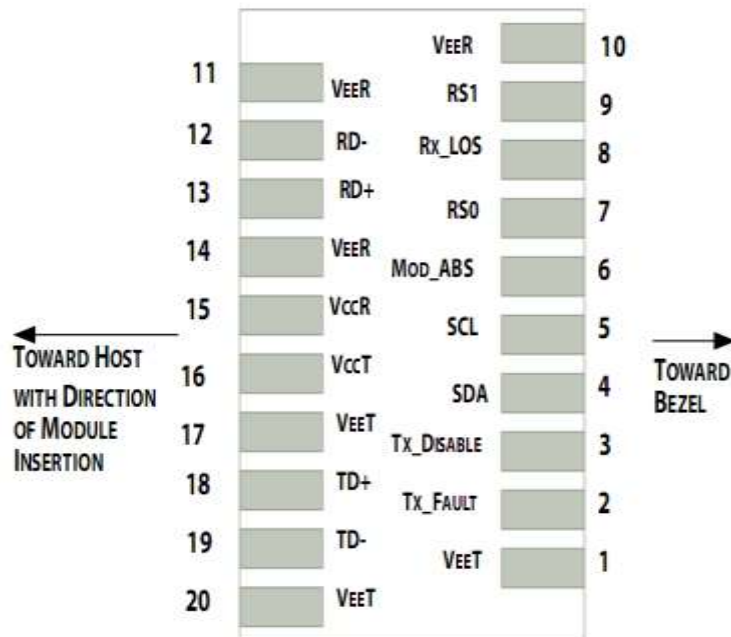 VEER 10
11 VEER
RS1 9
12 RD-
RX_LOS 8
13 RD+
RS0 7
14 VEER
MOD_ABS 6
15 VCCR
SCL 5
TOWARD HOST
WITH DIRECTION
OF MODULE
INSERTION
TOWARD
BEZEL
16 VCCT
SDA 4
17 VEET
TX_DISABLE 3
18 TD+
TX_FAULT 2
19 TD-
VEET 1
20 VEET